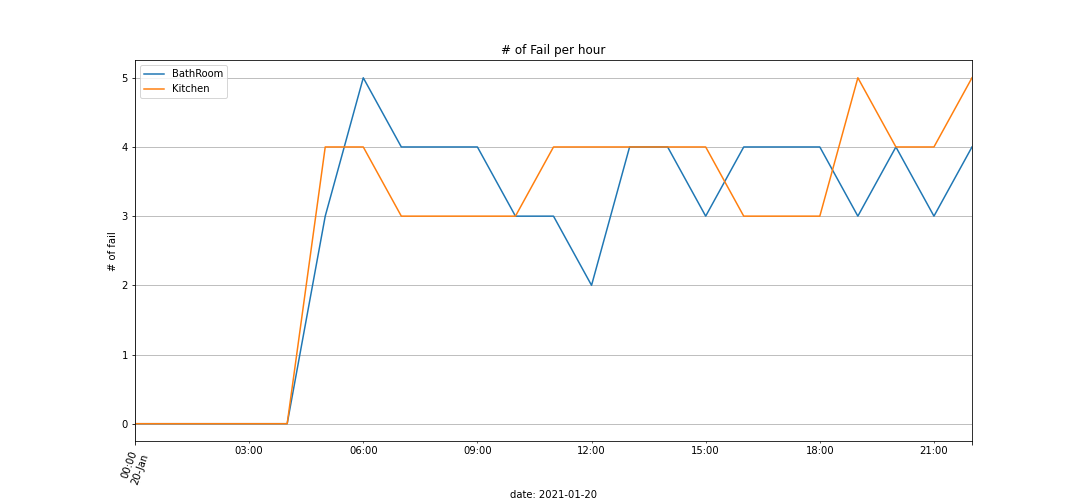 # of Fail per hour
BathRoom
Kitchen
5
4
3
2
1
0
# of fail
00:00
20-Jan
03:00
06:00
09:00
12:00
15:00
18:00
21:00
date: 2021-01-20